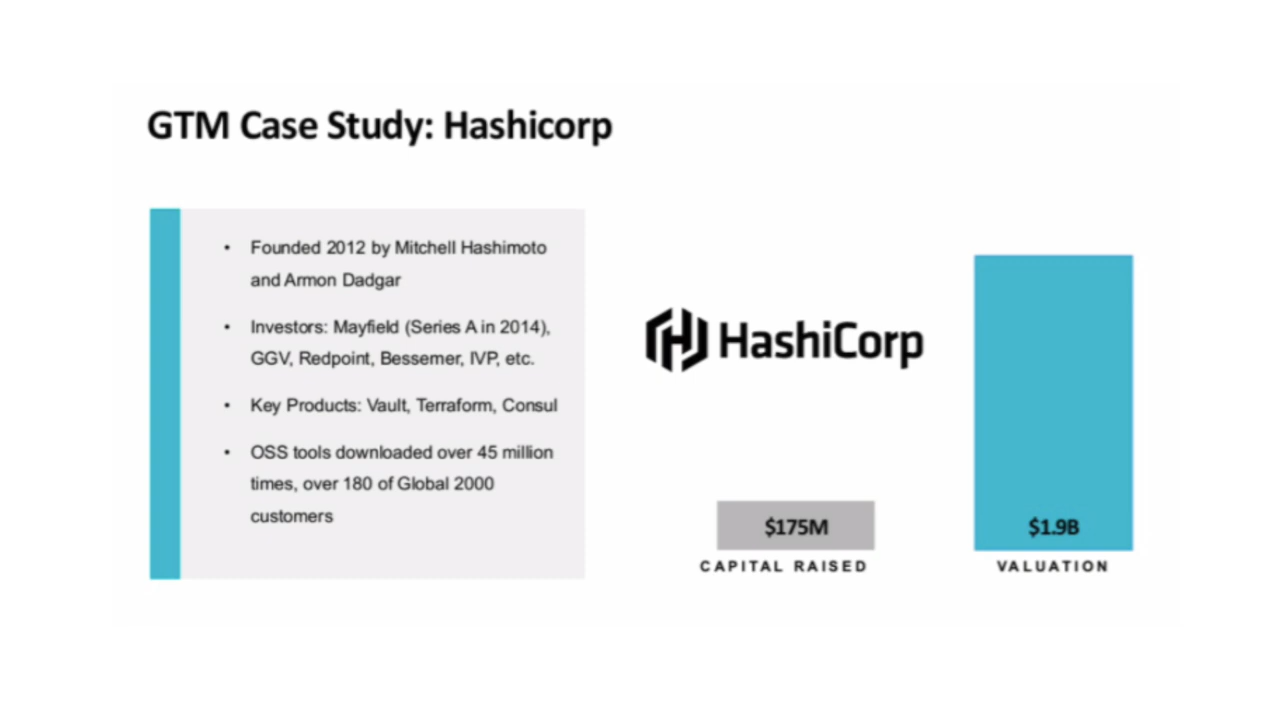 GTM Case Study: Hashicorp
• Founded 2012 by Mitchell Hashimoto
and Armon Dadgar
• Investors: Mayfield (Series A in 2014),
GGV, Redpoint, Bessemer, IVP, etc.
• Key Products: Vault, Terraform, Consul
• OSS tools downloaded over 45 million
times, over 180 of Global 2000
customers
HashiCorp
$175M
CAPITAL RAISED
$1.9B
VALUATION